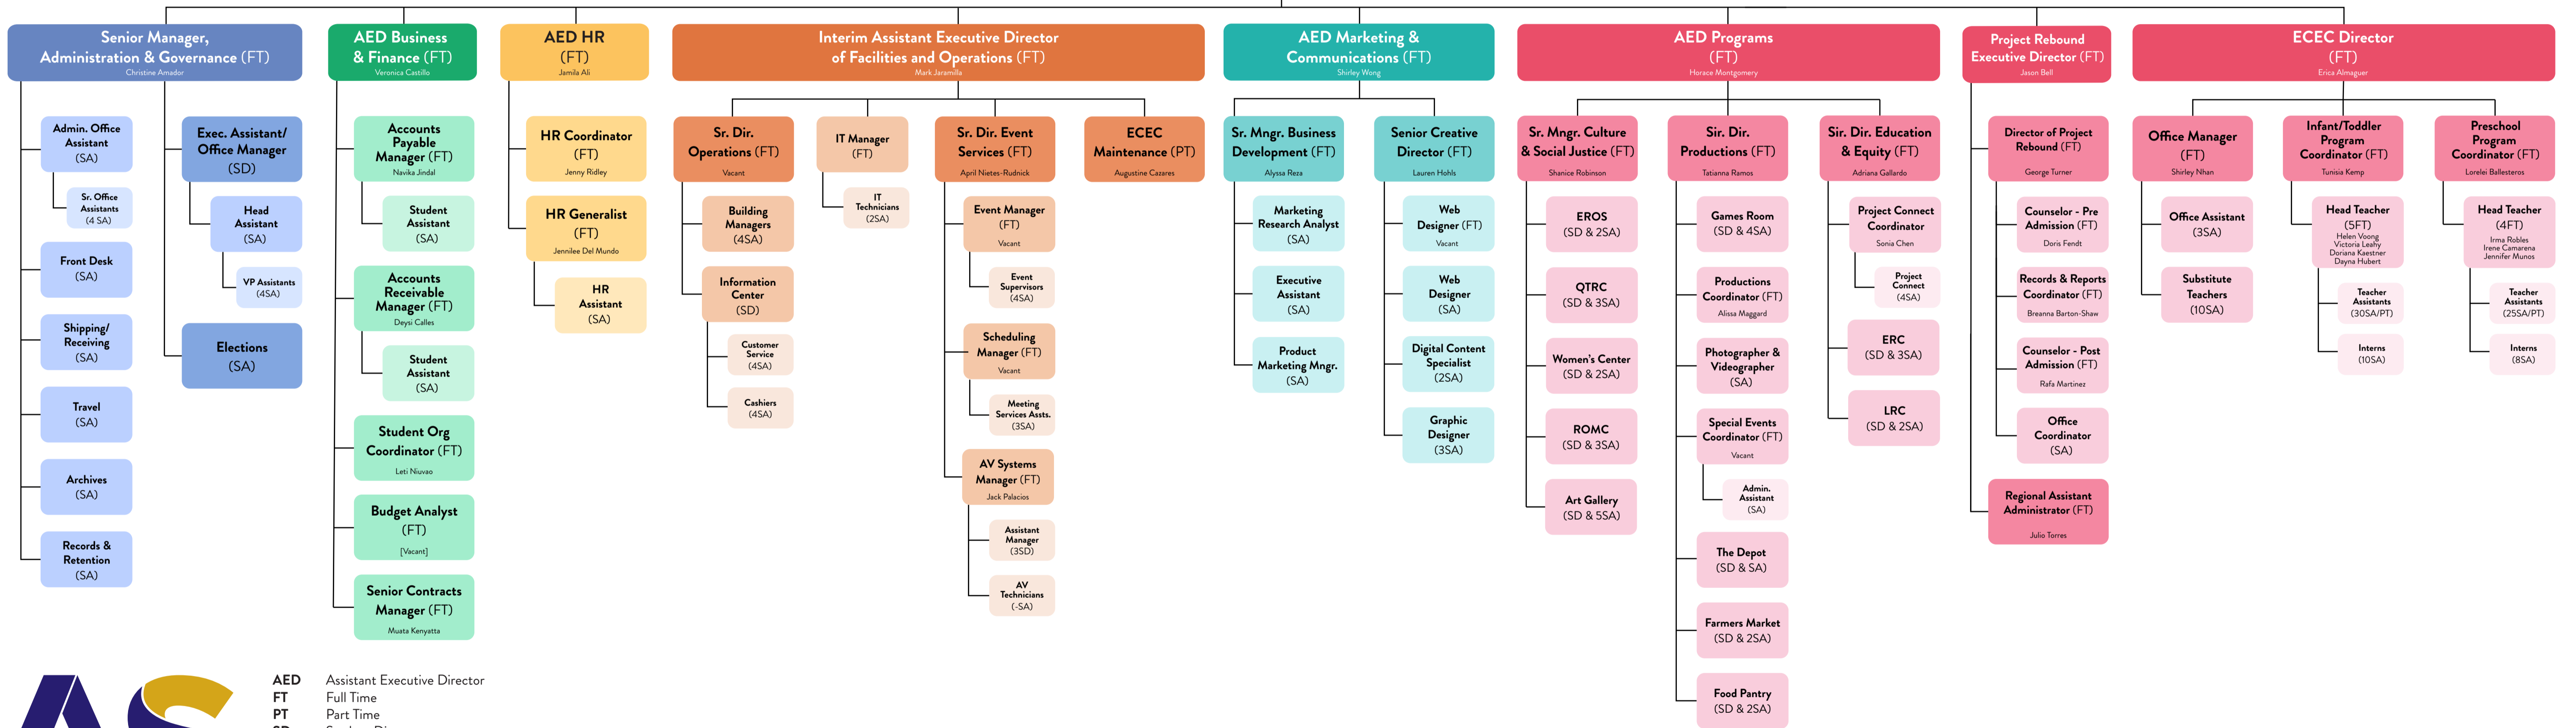 Senior Manager,
Administration & Governance (FT)
Christine Amador
Admin. Office
Assistant
(SA)
Sr. Office
Assistants
(4 SA)
Front Desk
(SA)
Shipping/
Receiving
(SA)
Travel
(SA)
Archives
(SA)
Records &
Retention
(SA)
Exec. Assistant/
Office Manager
(SD)
Head
Assistant
(SA)
VP Assistants
(4SA)
Elections
(SA)
AED Business
& Finance (FT)
Veronica Castillo
Accounts
Payable
Manager (FT)
Navika Jindal
Student
Assistant
(SA)
Accounts
Receivable
Manager (FT)
Deysi Calles
Student
Assistant
(SA)
Student Org
Coordinator (FT)
Leti Niuvao
Budget Analyst
(FT)
[Vacant]
Senior Contracts
Manager (FT)
Muata Kenyatta
AED HR
(FT)
Jamila Ali
HR Coordinator
(FT)
Jenny Ridley
HR Generalist
(FT)
Jennilee Del Mundo
HR
Assistant
(SA)
Interim Assistant Executive Director
of Facilities and Operations (FT)
Mark Jaramilla
Sr. Dir.
Operations (FT)
Vacant
Building
Managers
(4SA)
Information
Center
(SD)
Customer
Service
(4SA)
Cashiers
(4SA)
IT Manager
(FT)
IT
Technicians
(2SA)
Sr. Dir. Event
Services (FT)
April Nietes-Rudnick
Event Manager
(FT)
Vacant
Event
Supervisors
(4SA)
Scheduling
Manager (FT)
Vacant
Meeting
Services Assts.
(3SA)
AV Systems
Manager (FT)
Jack Palacios
Assistant
Manager
(3SD)
AV
Technicians
(-SA)
ECEC
Maintenance (PT)
Augustine Cazares
AED Marketing &
Communications (FT)
Shirley Wong
Sr. Mngr. Business
Development (FT)
Alyssa Reza
Marketing
Research Analyst
(SA)
Executive
Assistant
(SA)
Product
Marketing Mngr.
(SA)
Senior Creative
Director (FT)
Lauren Hohls
Web
Designer (FT)
Vacant
Web
Designer
(SA)
Digital Content
Specialist
(2SA)
Graphic
Designer
(3SA)
AED Programs
(FT)
Horace Montgomery
Sr. Mngr. Culture
& Social Justice (FT)
Shanice Robinson
EROS
(SD & 2SA)
QTRC
(SD & 3SA)
Women's Center
(SD & 2SA)
ROMC
(SD & 3SA)
Art Gallery
(SD & 5SA)
Sir. Dir.
Productions (FT)
Tatianna Ramos
Games Room
(SD & 4SA)
Productions
Coordinator (FT)
Alissa Maggard
Photographer &
Videographer
(SA)
Special Events
Coordinator (FT)
Vacant
Admin.
Assistant
(SA)
The Depot
(SD & SA)
Farmers Market
(SD & 2SA)
Food Pantry
(SD & 2SA)
Sir. Dir. Education
& Equity (FT)
Adriana Gallardo
Project Connect
Coordinator
Sonia Chen
Project
Connect
(4SA)
ERC
(SD & 3SA)
LRC
(SD & 2SA)
Project Rebound
Executive Director (FT)
Jason Bell
Director of Project
Rebound (FT)
George Turner
Counselor - Pre
Admission (FT)
Doris Fendt
Records & Reports
Coordinator (FT)
Breanna Barton-Shaw
Counselor - Post
Admission (FT)
Rafa Martinez
Office
Coordinator
(SA)
Regional Assistant
Administrator (FT)
Julio Torres
ECEC Director
(FT)
Erica Almaguer
Office Manager
(FT)
Shirley Nhan
Office Assistant
(3SA)
Substitute
Teachers
(10SA)
Infant/Toddler
Program
Coordinator (FT)
Tunisia Kemp
Head Teacher
(5FT)
Helen Voong
Victoria Leahy
Doriana Kaestner
Dayna Hubert
Teacher
Assistants
(30SA/PT)
Interns
(10SA)
Preschool
Program
Coordinator (FT)
Lorelei Ballesteros
Head Teacher
(4FT)
Irma Robles
Irene Camarena
Jennifer Munos
Teacher
Assistants
(25SA/PT)
Interns
(8SA)
AS
AED Assistant Executive Director
FT Full Time
PT Part Time